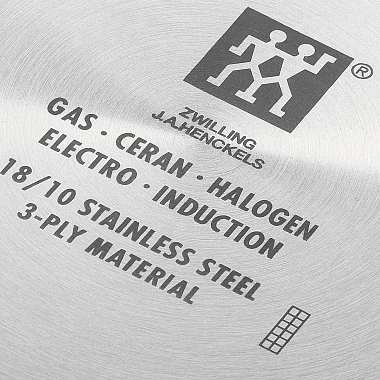 ®
ZWILLING
J.A.HENCKELS
GAS · CERAN · HALOGEN
ELECTRO · INDUCTION
18/10 STAINLESS STEEL
3-PLY MATERIAL